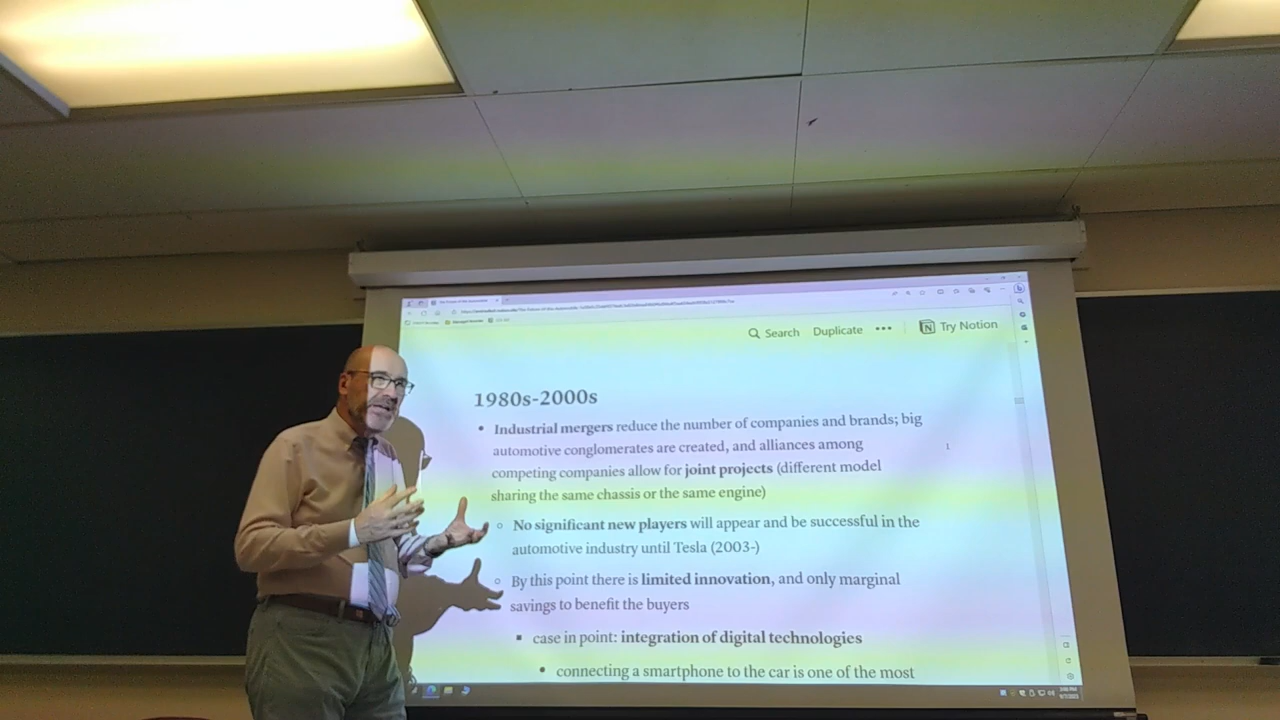 Search Duplicate ••• Try Notion
1980s-2000s
• Industrial mergers reduce the number of companies and brands; big
automotive conglomerates are created, and alliances among
competing companies allow for joint projects (different model
sharing the same chassis or the same engine)
◦ No significant new players will appear and be successful in the
automotive industry until Tesla (2003-)
◦ By this point there is limited innovation, and only marginal
savings to benefit the buyers
▪ case in point: integration of digital technologies
• connecting a smartphone to the car is one of the most